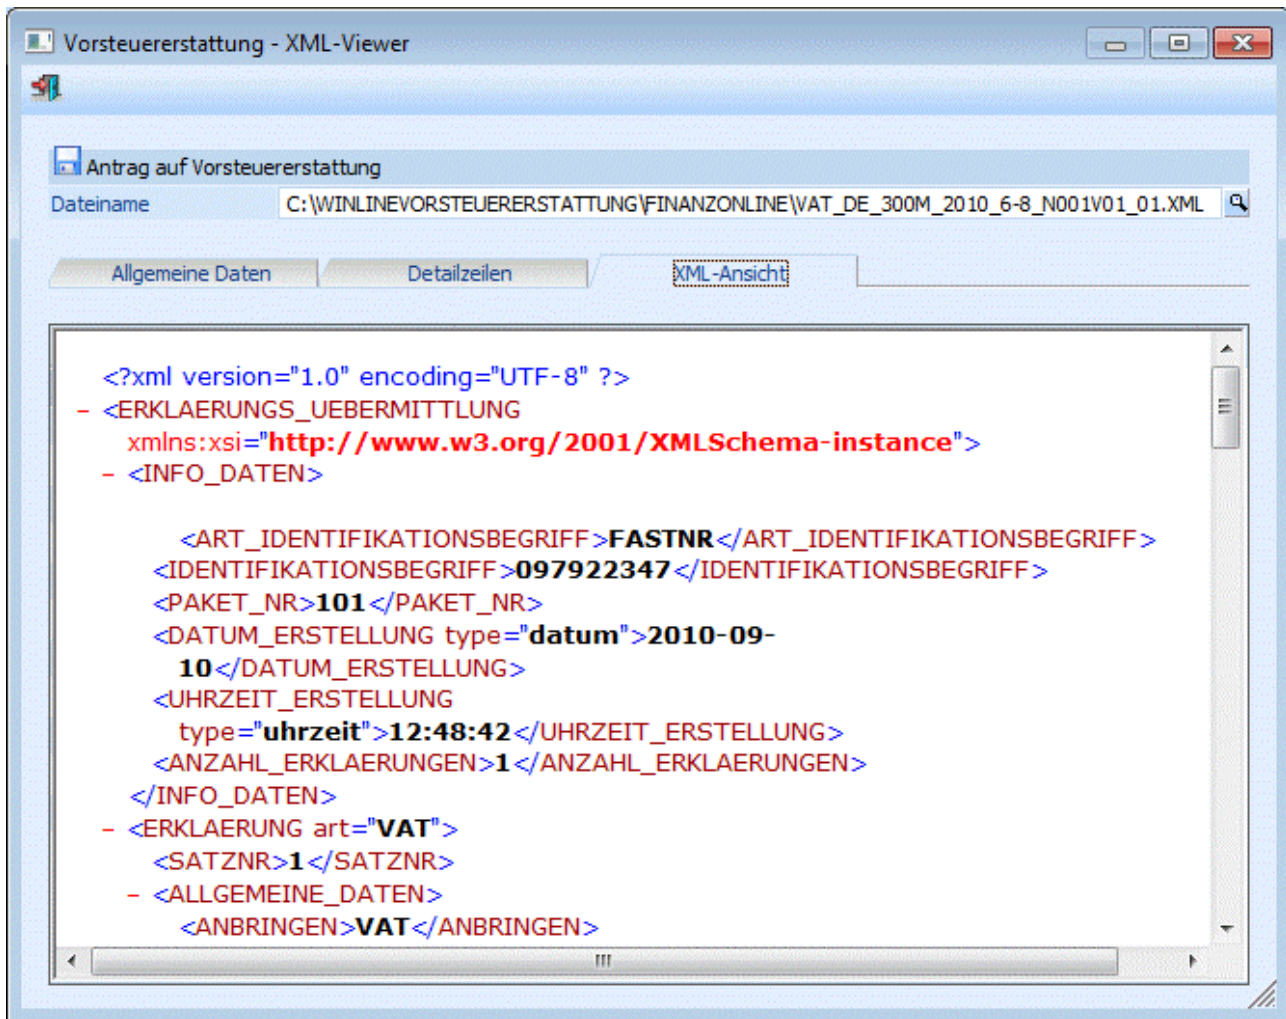 Vorsteuererstattung - XML-Viewer
Antrag auf Vorsteuererstattung
Dateiname C:\WINLINEVORSTEUERERSTATTUNG\FINANZONLINE\VAT_DE_300M_2010_6-8_N001V01_01.XML
Allgemeine Daten Detailzeilen XML-Ansicht
<?xml version="1.0" encoding="UTF-8" ?>
- <ERKLAERUNGS_UEBERMITTLUNG
xmlns:xsi="http://www.w3.org/2001/XMLSchema-instance">
- <INFO_DATEN>
<ART_IDENTIFIKATIONSBEGRIFF>FASTNR</ART_IDENTIFIKATIONSBEGRIFF>
<IDENTIFIKATIONSBEGRIFF>097922347</IDENTIFIKATIONSBEGRIFF>
<PAKET_NR>101</PAKET_NR>
<DATUM_ERSTELLUNG type="datum">2010-09-
10</DATUM_ERSTELLUNG>
<UHRZEIT_ERSTELLUNG
type="uhrzeit">12:48:42</UHRZEIT_ERSTELLUNG>
<ANZAHL_ERKLAERUNGEN>1</ANZAHL_ERKLAERUNGEN>
</INFO_DATEN>
- <ERKLAERUNG art="VAT">
<SATZNR>1</SATZNR>
- <ALLGEMEINE_DATEN>
<ANBRINGEN>VAT</ANBRINGEN>